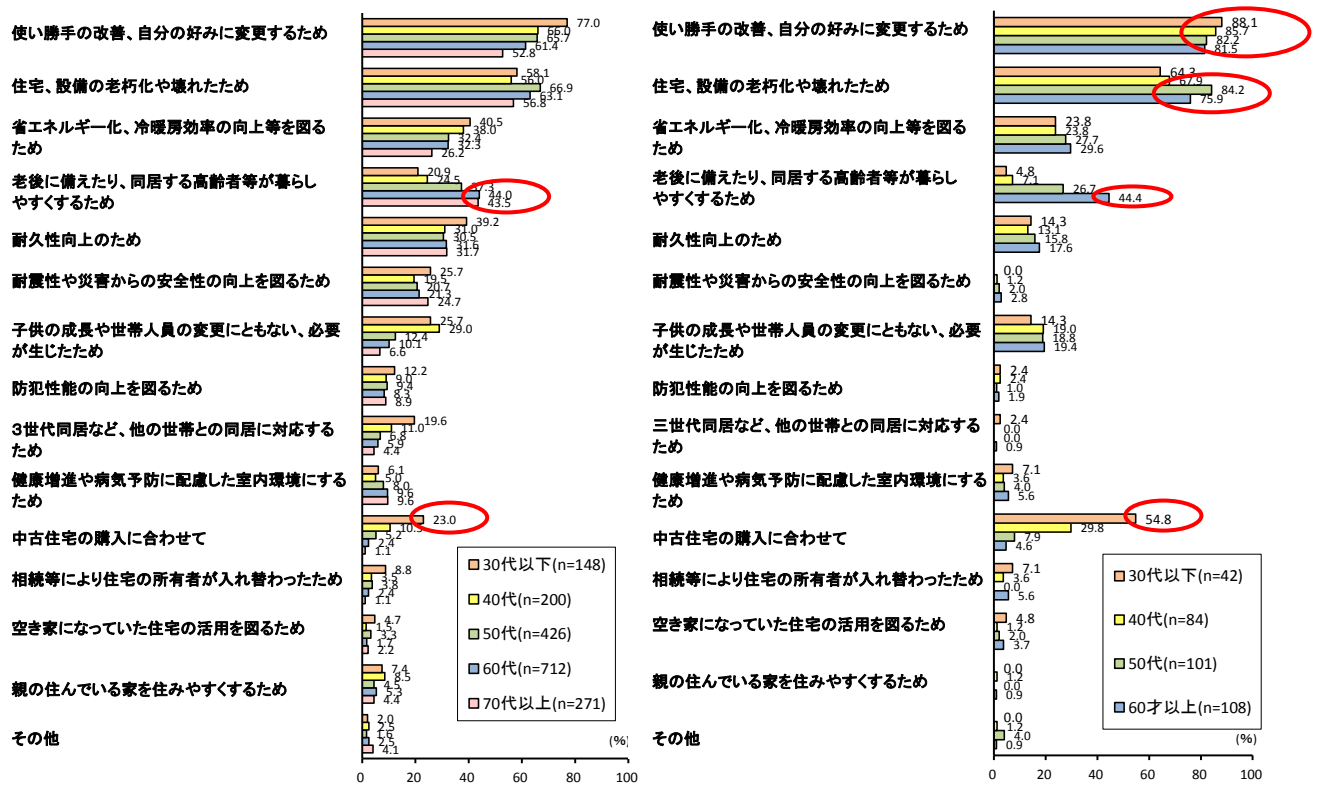 使い勝手の改善、自分の好みに変更するため
77.0
66.0
65.7
61.4
52.8
住宅、設備の老朽化や壊れたため
58.1
56.0
66.9
63.1
56.8
省エネルギー化、冷暖房効率の向上等を図る
ため
40.5
38.0
32.4
32.3
26.2
老後に備えたり、同居する高齢者等が暮らし
やすくするため
20.9
24.5
37.3
44.0
43.5
耐久性向上のため
39.2
31.0
30.5
31.6
31.7
耐震性や災害からの安全性の向上を図るため
25.7
19.5
20.7
21.3
24.7
子供の成長や世帯人員の変更にともない、必要
が生じたため
25.7
29.0
12.4
10.1
6.6
防犯性能の向上を図るため
12.2
9.0
9.4
8.3
8.9
3世代同居など、他の世帯との同居に対応する
ため
19.6
11.0
6.8
5.9
4.4
健康増進や病気予防に配慮した室内環境にする
ため
6.1
5.0
8.0
9.6
9.6
中古住宅の購入に合わせて
23.0
10.5
5.2
2.4
1.1
相続等により住宅の所有者が入れ替わったため
8.8
3.5
3.8
2.4
1.1
空き家になっていた住宅の活用を図るため
4.7
1.5
3.3
1.7
2.2
親の住んでいる家を住みやすくするため
7.4
8.5
4.5
5.3
4.4
その他
2.0
2.5
1.6
2.5
4.1
30代以下(n=148)
40代(n=200)
50代(n=426)
60代(n=712)
70代以上(n=271)
(%)
0 20 40 60 80 100
使い勝手の改善、自分の好みに変更するため
88.1
85.7
82.2
81.5
住宅、設備の老朽化や壊れたため
64.3
67.9
84.2
75.9
省エネルギー化、冷暖房効率の向上等を図る
ため
23.8
23.8
27.7
29.6
老後に備えたり、同居する高齢者等が暮らし
やすくするため
4.8
7.1
26.7
44.4
耐久性向上のため
14.3
13.1
15.8
17.6
耐震性や災害からの安全性の向上を図るため
0.0
1.2
2.0
2.8
子供の成長や世帯人員の変更にともない、必要
が生じたため
14.3
19.0
18.8
19.4
防犯性能の向上を図るため
2.4
2.4
1.0
1.9
三世代同居など、他の世帯との同居に対応する
ため
2.4
0.0
0.0
0.9
健康増進や病気予防に配慮した室内環境にする
ため
7.1
3.6
4.0
5.6
中古住宅の購入に合わせて
54.8
29.8
7.9
4.6
相続等により住宅の所有者が入れ替わったため
7.1
3.6
0.0
5.6
空き家になっていた住宅の活用を図るため
4.8
1.2
2.0
3.7
親の住んでいる家を住みやすくするため
0.0
1.2
0.0
0.9
その他
0.0
1.2
4.0
0.9
30代以下(n=42)
40代(n=84)
50代(n=101)
60才以上(n=108)
(%)
0 20 40 60 80 100